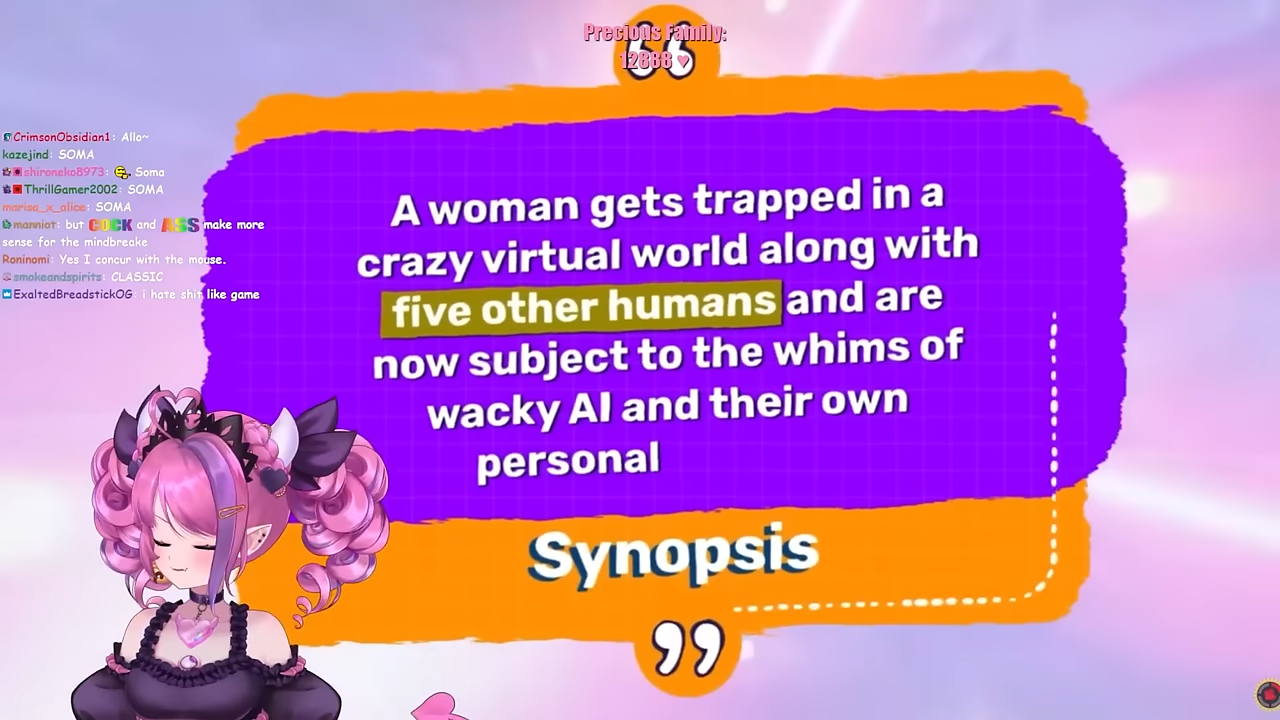 Precious Family:
12888 ♥
CrimsonObsidian1: Allo~
kazejind: SOMA
shironeko8973: Soma
ThrillGamer2002: SOMA
marisa_x_alice: SOMA
manniot: but COCK and ASS make more
sense for the mindbreake
Roninomi: Yes I concur with the mouse.
smokeandspirits: CLASSIC
ExaltedBreadstickOG: i hate shit like game
A woman gets trapped in a
crazy virtual world along with
five other humans and are
now subject to the whims of
wacky AI and their own
personal
Synopsis